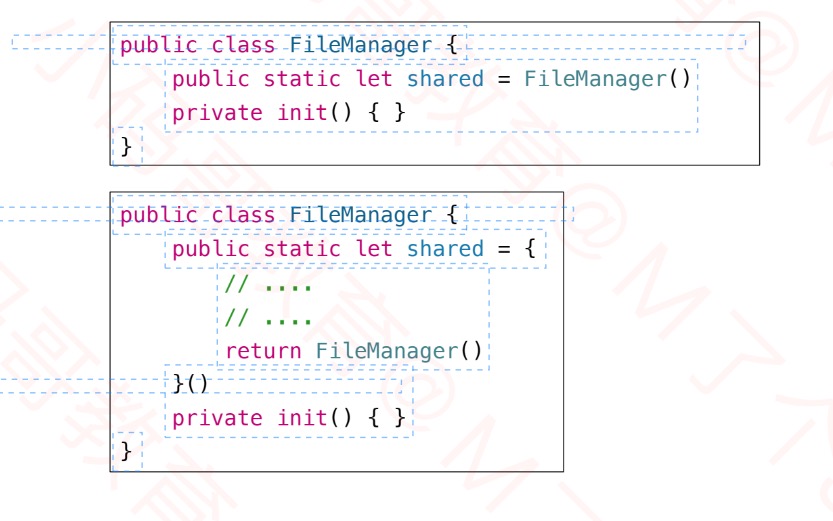 public class FileManager {
    public static let shared = FileManager()
    private init() { }
}
public class FileManager {
    public static let shared = {
        // ....
        // ....
        return FileManager()
    }()
    private init() { }
}